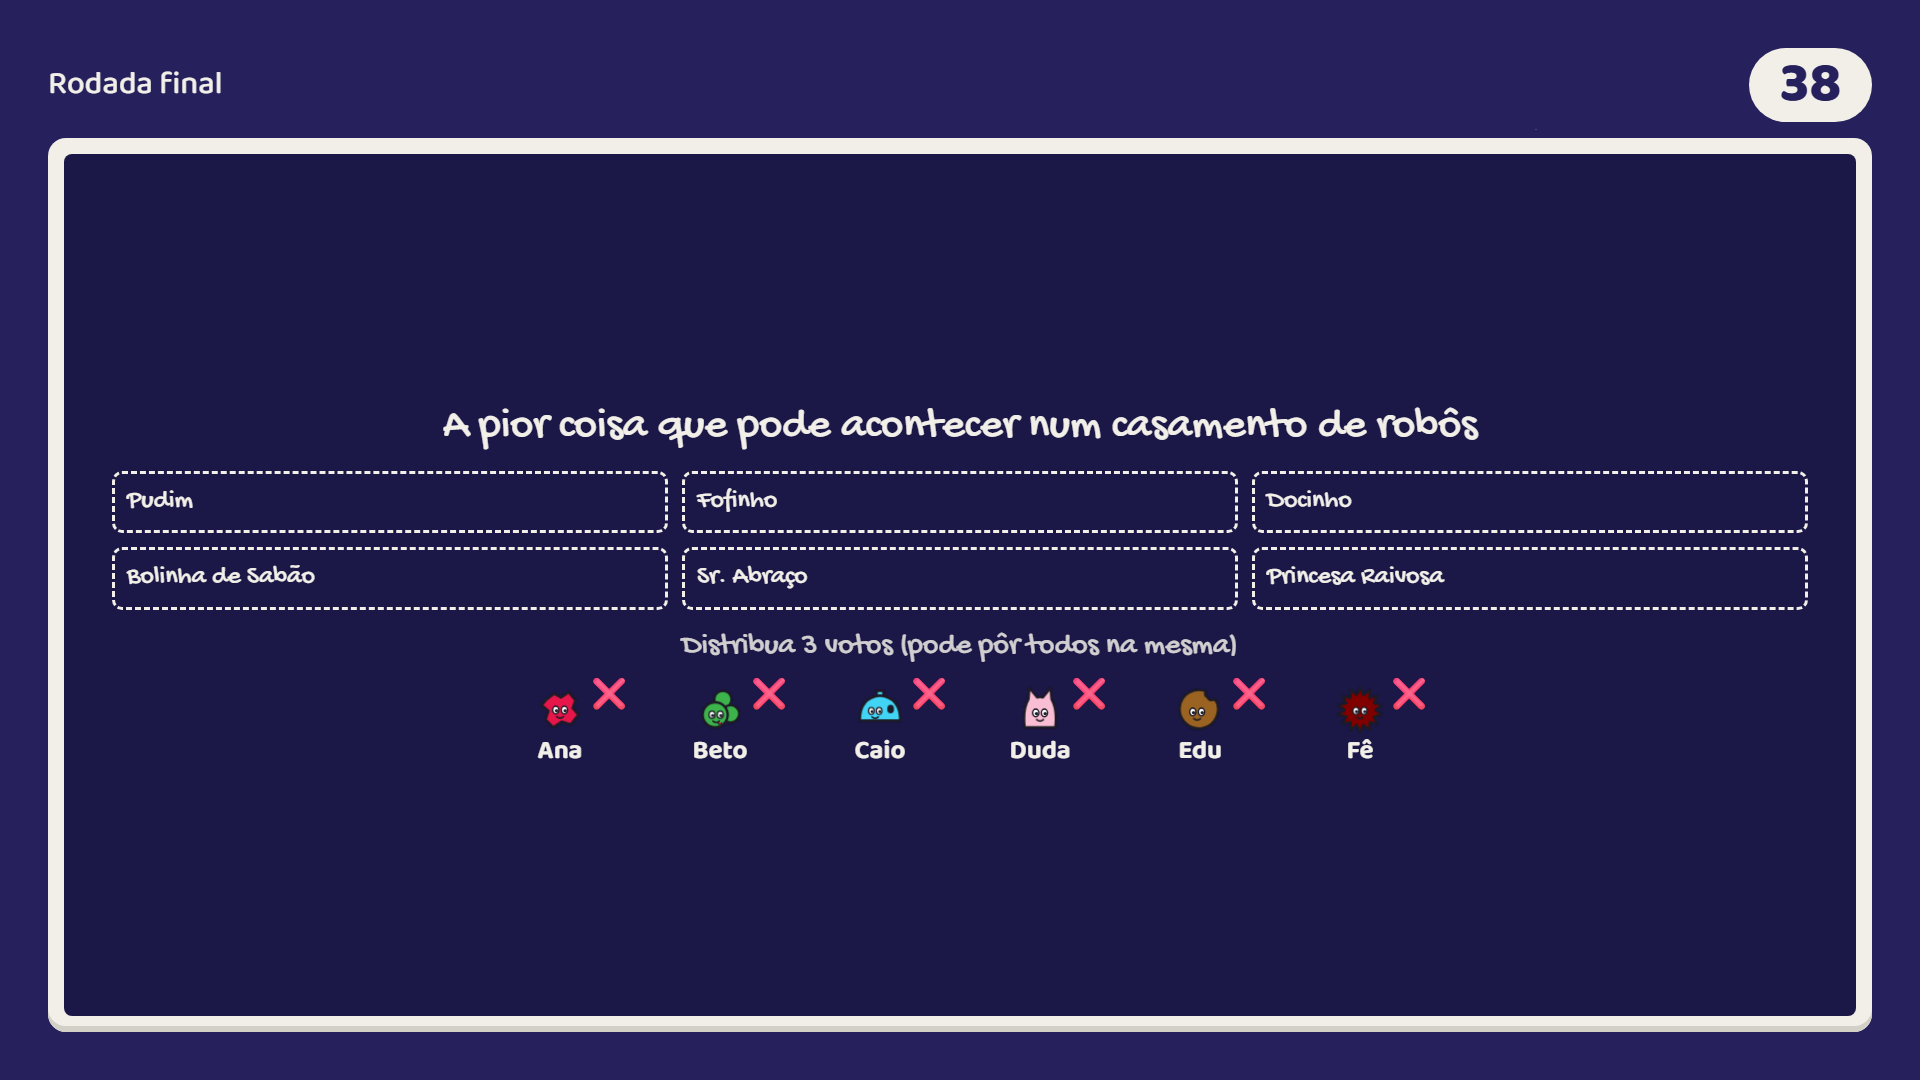 Rodada final
38
A pior coisa que pode acontecer num casamento de robôs
Pudim
Fofinho
Docinho
Bolinha de Sabão
Sr. Abraço
Princesa Raivosa
Distribua 3 votos (pode pôr todos na mesma)
Ana
Beto
Caio
Duda
Edu
Fê